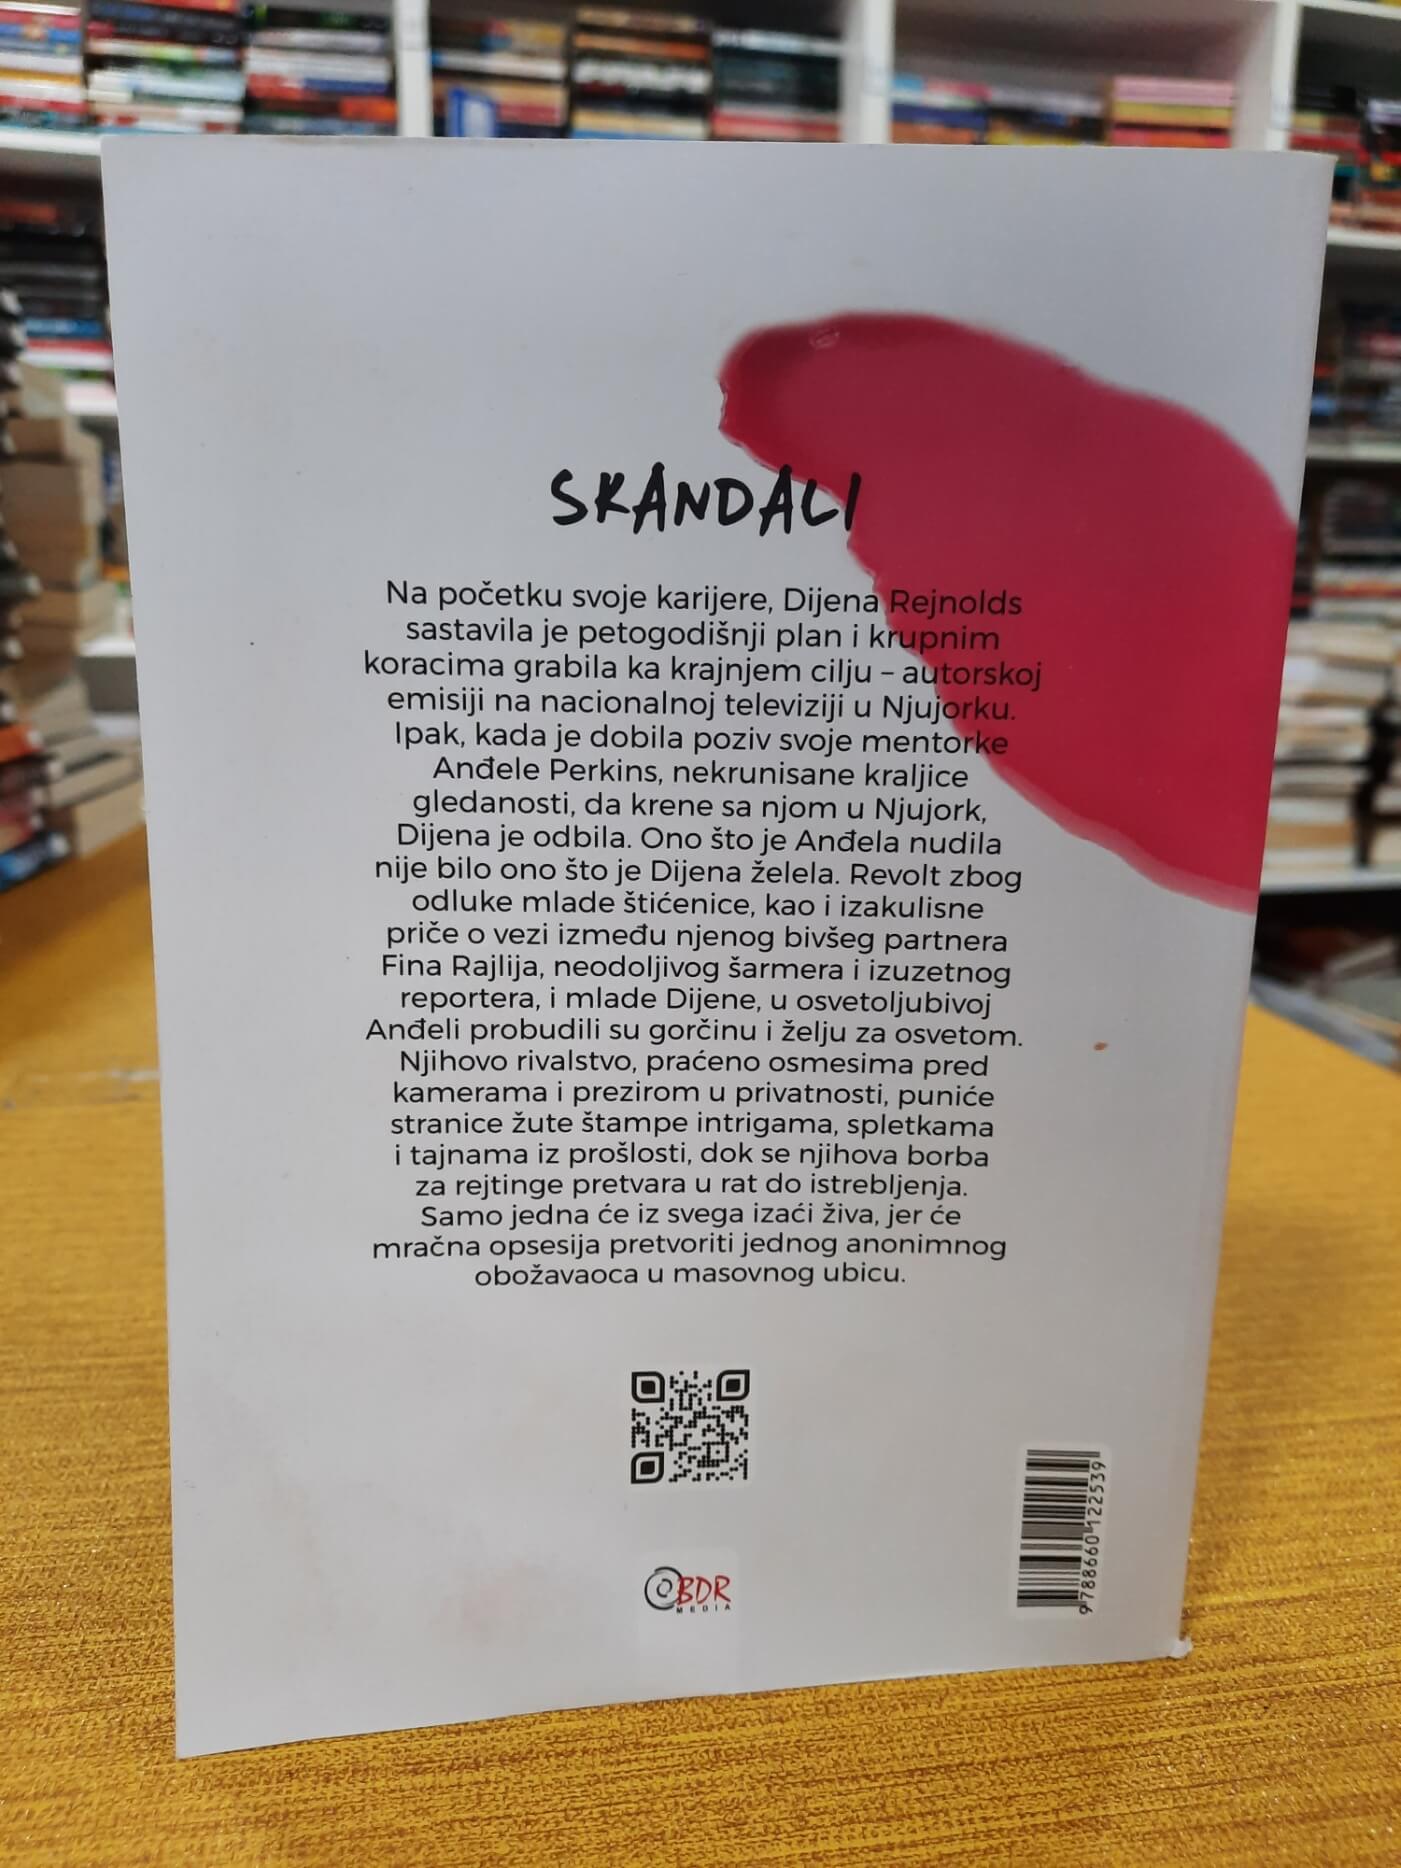 SKANDALI
Na početku svoje karijere, Dijena Rejnolds
sastavila je petogodišnji plan i krupnim
koracima grabila ka krajnjem cilju – autorskoj
emisiji na nacionalnoj televiziji u Njujorku.
Ipak, kada je dobila poziv svoje mentorke
Anđele Perkins, nekrunisane kraljice
gledanosti, da krene sa njom u Njujork,
Dijena je odbila. Ono što je Anđela nudila
nije bilo ono što je Dijena želela. Revolt zbog
odluke mlade štićenice, kao i izakulisne
priče o vezi između njenog bivšeg partnera
Fina Rajlija, neodoljivog šarmera i izuzetnog
reportera, i mlade Dijene, u osvetoljubivoj
Anđeli probudili su gorčinu i želju za osvetom.
Njihovo rivalstvo, praćeno osmesima pred
kamerama i prezirom u privatnosti, puniće
stranice žute štampe intrigama, spletkama
i tajnama iz prošlosti, dok se njihova borba
za rejtinge pretvara u rat do istrebljenja.
Samo jedna će iz svega izaći živa, jer će
mračna opsesija pretvoriti jednog anonimnog
obožavaoca u masovnog ubicu.
BDR
MEDIA
9788660122539